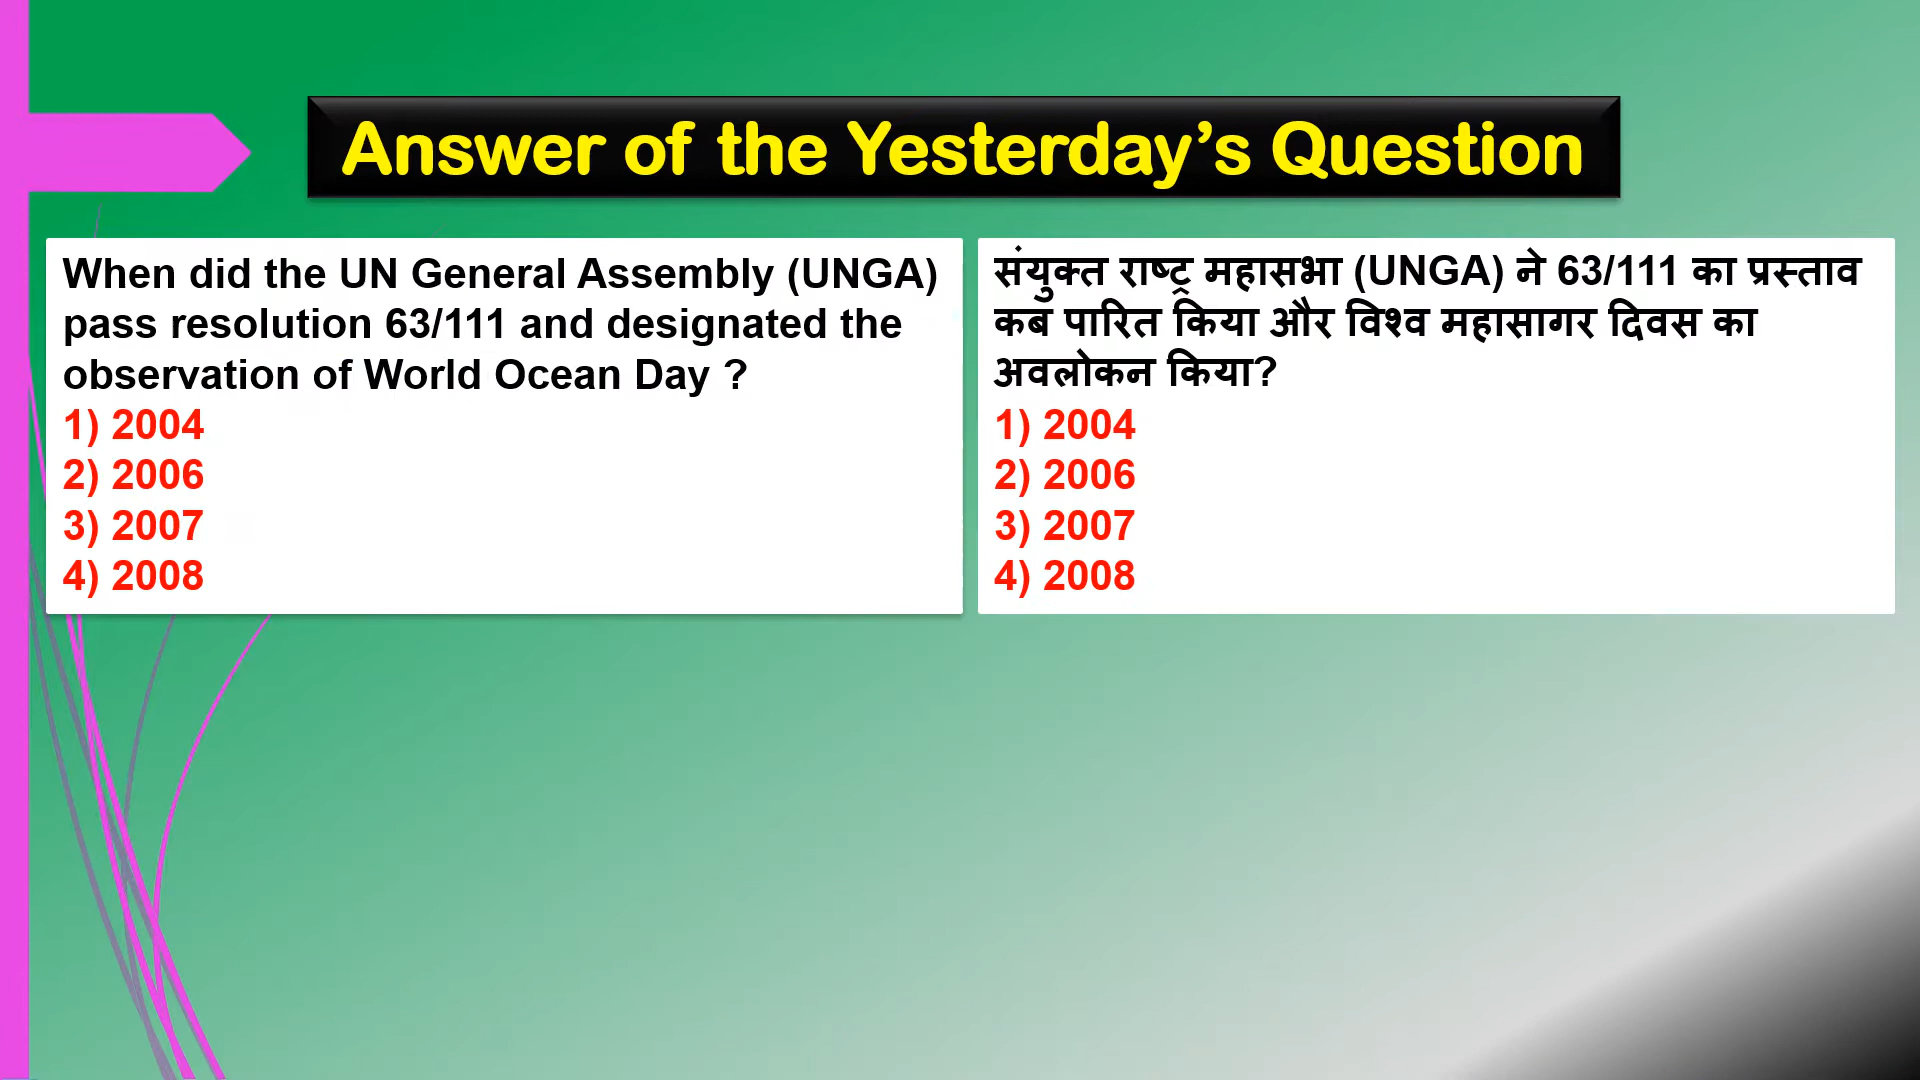 Answer of the Yesterday’s Question
When did the UN General Assembly (UNGA)
pass resolution 63/111 and designated the
observation of World Ocean Day ?
1) 2004
2) 2006
3) 2007
4) 2008
संयुक्त राष्ट्र महासभा (UNGA) ने 63/111 का प्रस्ताव
कब पारित किया और विश्व महासागर दिवस का
अवलोकन किया?
1) 2004
2) 2006
3) 2007
4) 2008